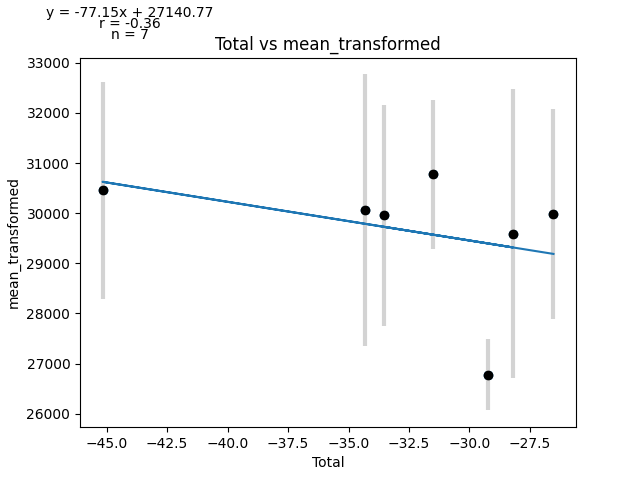 y = -77.15x + 27140.77
r = -0.36
n = 7
Total vs mean_transformed
33000
32000
31000
30000
29000
28000
27000
26000
mean_transformed
−45.0 −42.5 −40.0 −37.5 −35.0 −32.5 −30.0 −27.5
Total